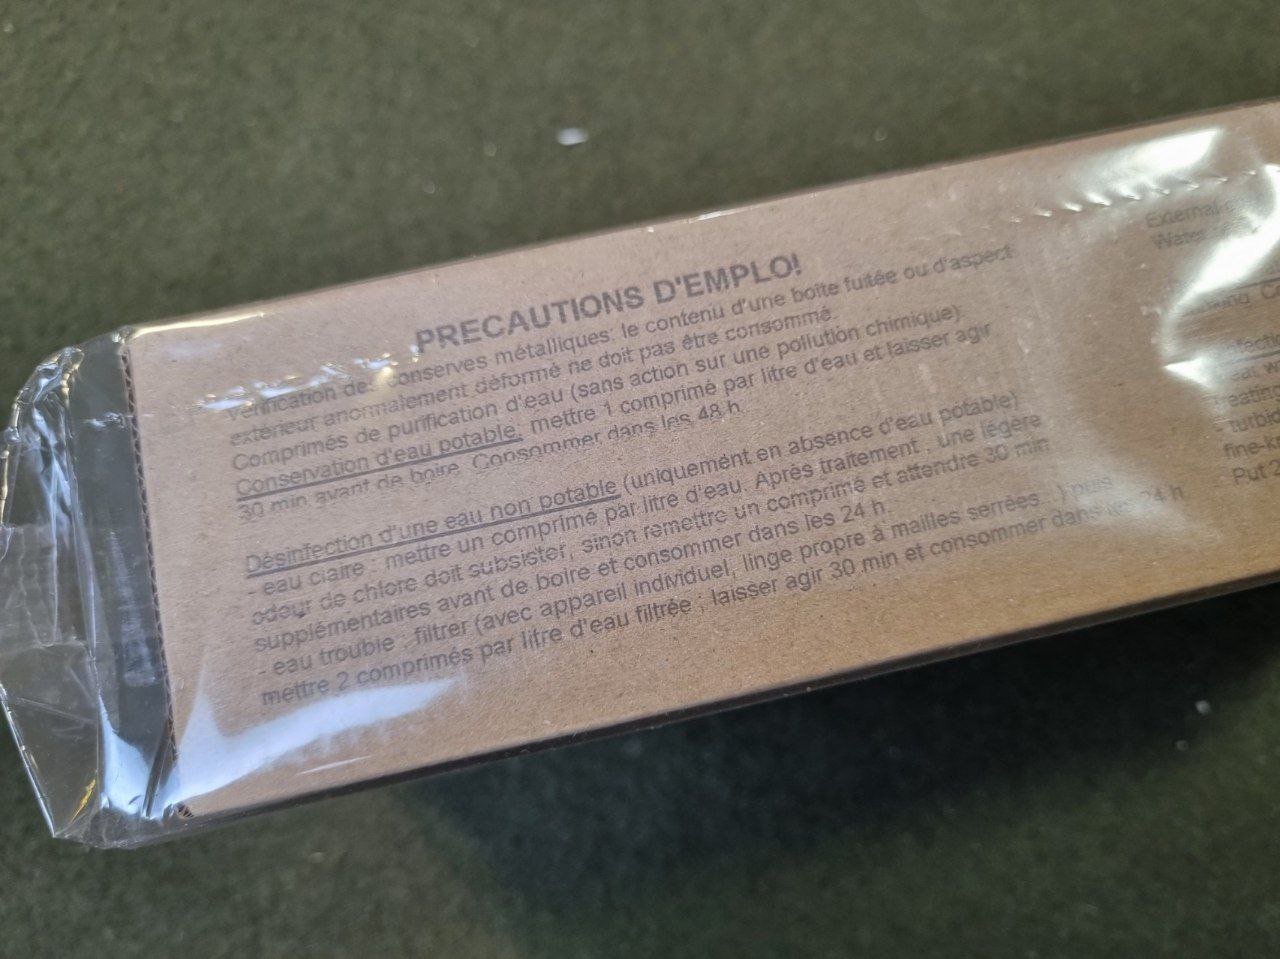 PRECAUTIONS D'EMPLOI
Vérification des conserves métalliques: le contenu d'une boîte fuitée ou d'aspect
extérieur anormalement déformé ne doit pas être consommé.
Comprimés de purification d'eau (sans action sur une pollution chimique)
Conservation d'eau potable: mettre 1 comprimé par litre d'eau et laisser agir
30 min avant de boire. Consommer dans les 48 h.
Désinfection d'une eau non potable (uniquement en absence d'eau potable)
- eau claire : mettre un comprimé par litre d'eau. Après traitement , une légère
odeur de chlore doit subsister, sinon remettre un comprimé et attendre 30 min
supplémentaires avant de boire et consommer dans les 24 h.
- eau trouble : filtrer (avec appareil individuel, linge propre à mailles serrées...) puis
mettre 2 comprimés par litre d'eau filtrée ; laisser agir 30 min et consommer dans les 24 h
External
Water
fine-
Put 2